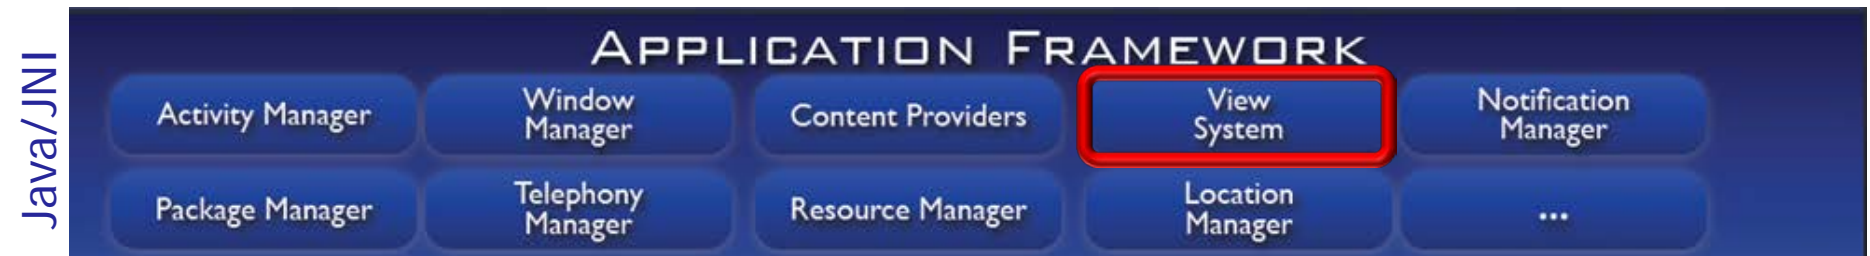 Java/JNI
APPLICATION FRAMEWORK
Activity Manager
Window
Manager
Content Providers
View
System
Notification
Manager
Package Manager
Telephony
Manager
Resource Manager
Location
Manager
...